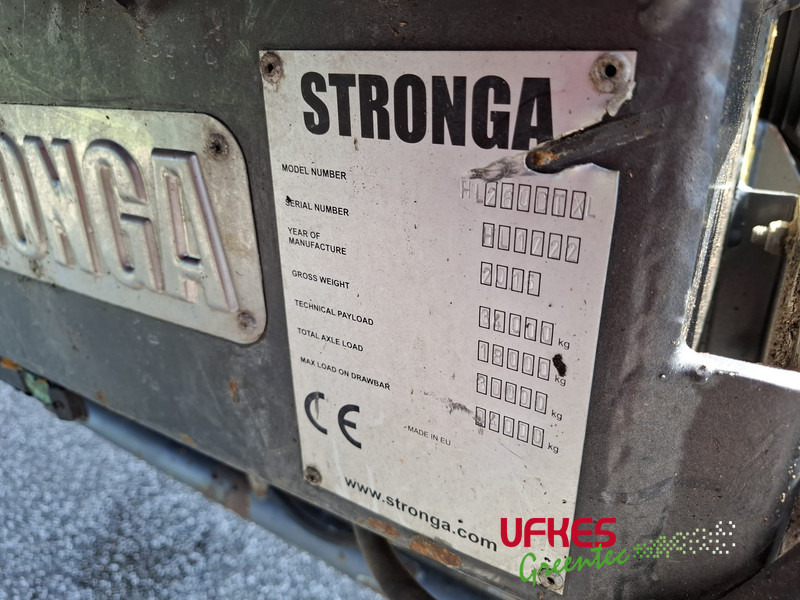 STRONGA
ONGA
MODEL NUMBER
SERIAL NUMBER HL1222
YEAR OF
MANUFACTURE
GROSS WEIGHT kg
TECHNICAL PAYLOAD kg
TOTAL AXLE LOAD kg
MAX LOAD ON DRAWBAR kg
CE
MADE IN EU
www.stronga.com
UFKES
Greentec